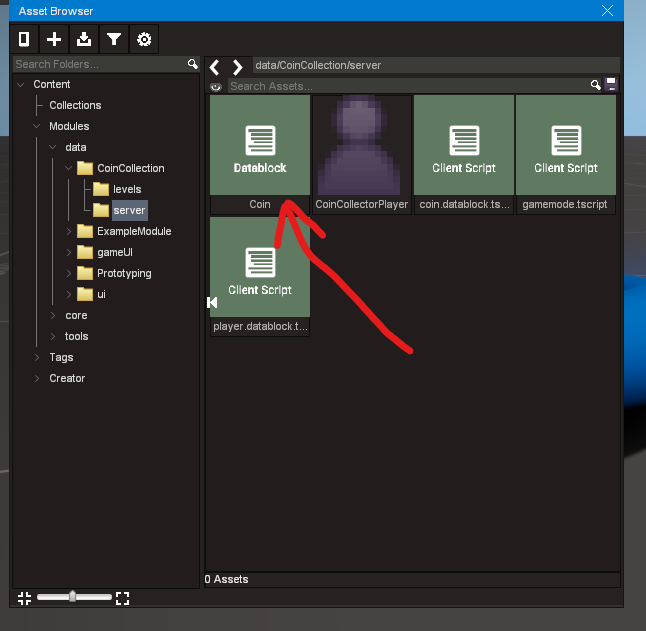 Asset Browser
Search Folders...
data/CoinCollection/server
Search Assets...
Content
Collections
Modules
data
CoinCollection
levels
server
ExampleModule
gameUI
Prototyping
ui
core
tools
Tags
Creator
Datablock
Client Script
Client Script
Coin
CoinCollectorPlayer
coin.datablock.ts...
gamemode.tscript
Client Script
player.datablock.t...
0 Assets